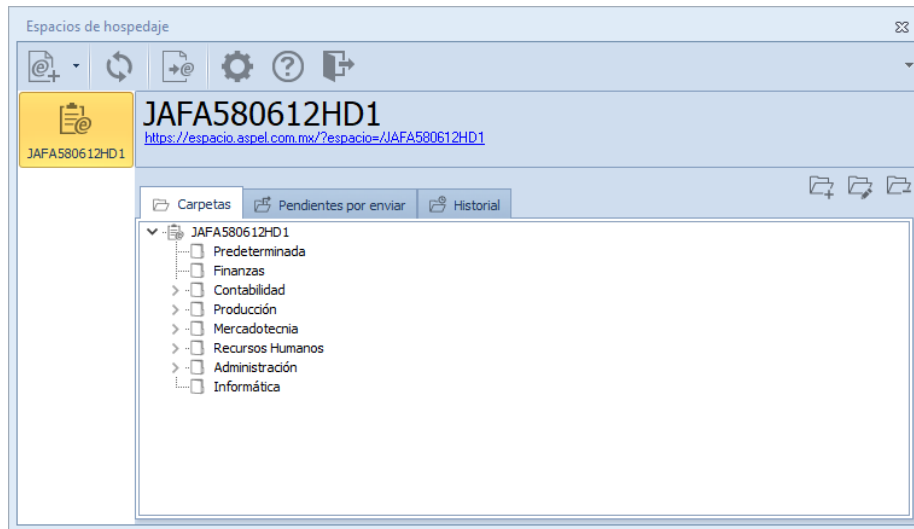 Espacios de hospedaje
JAFA580612HD1
JAFA580612HD1
https://espacio.aspel.com.mx/?espacio=/JAFA580612HD1
Carpetas
Pendientes por enviar
Historial
JAFA580612HD1
Predeterminada
Finanzas
Contabilidad
Producción
Mercadotecnia
Recursos Humanos
Administración
Informática